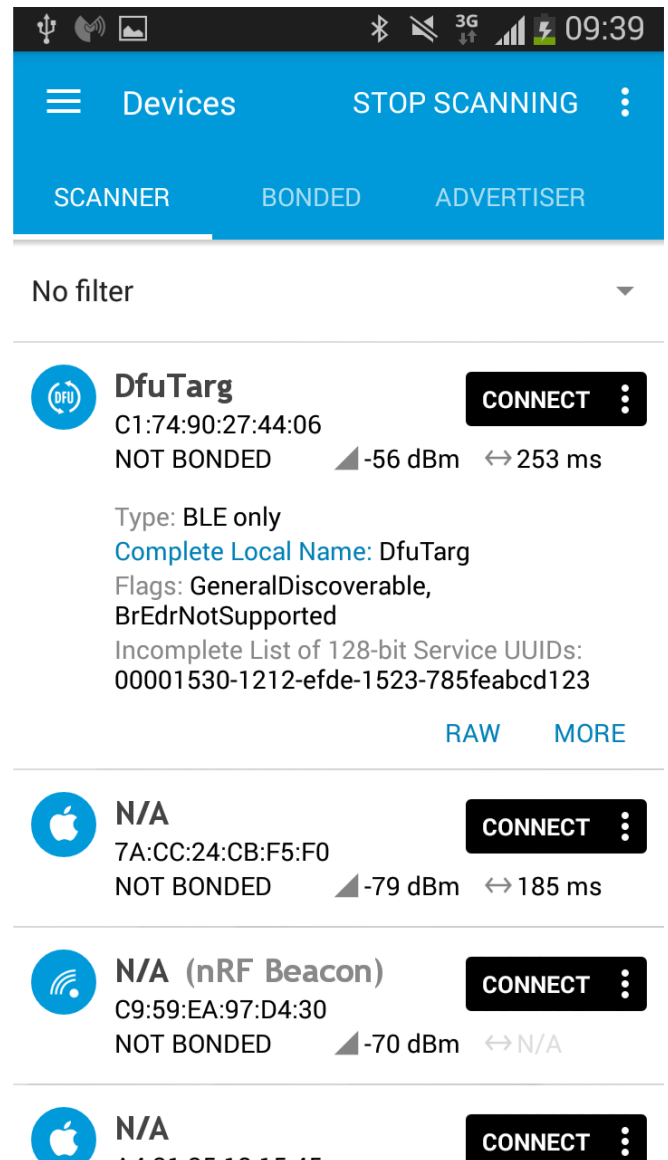 3G 09:39
Devices STOP SCANNING
SCANNER BONDED ADVERTISER
No filter
DFU DfuTarg CONNECT
C1:74:90:27:44:06
NOT BONDED -56 dBm 253 ms
Type: BLE only
Complete Local Name: DfuTarg
Flags: GeneralDiscoverable,
BrEdrNotSupported
Incomplete List of 128-bit Service UUIDs:
00001530-1212-efde-1523-785feabcd123
RAW MORE
N/A CONNECT
7A:CC:24:CB:F5:F0
NOT BONDED -79 dBm 185 ms
N/A (nRF Beacon) CONNECT
C9:59:EA:97:D4:30
NOT BONDED -70 dBm N/A
N/A CONNECT